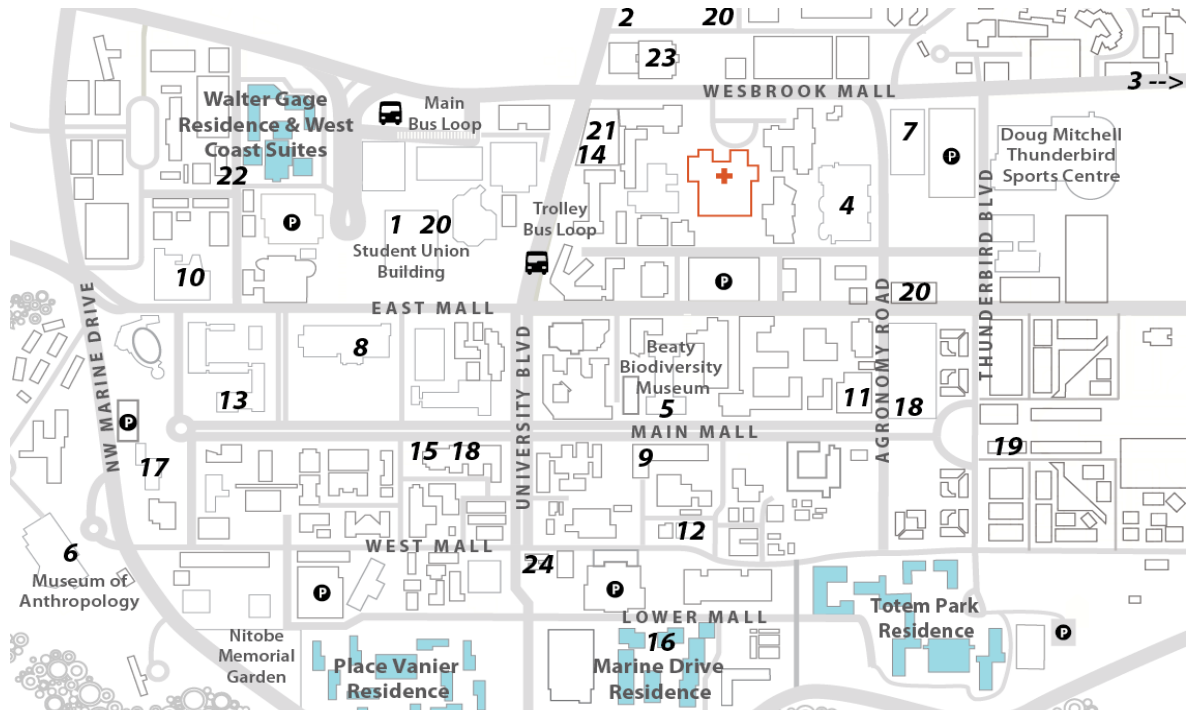 2
20
23
3 -->
WESBROOK MALL
Walter Gage
Residence & West
Coast Suites
22
Main
Bus Loop
21
14
7
P
Doug Mitchell
Thunderbird
Sports Centre
4
P
1 20
Student Union
Building
Trolley
Bus Loop
10
P
20
EAST MALL
NW MARINE DRIVE
UNIVERSITY BLVD
AGRONOMY ROAD
THUNDERBIRD BLVD
8
Beaty
Biodiversity
Museum
5
13
11
18
P
MAIN MALL
17
15 18
9
19
12
6
Museum of
Anthropology
WEST MALL
24
P
P
LOWER MALL
Totem Park
Residence
P
Nitobe
Memorial
Garden
Place Vanier
Residence
16
Marine Drive
Residence